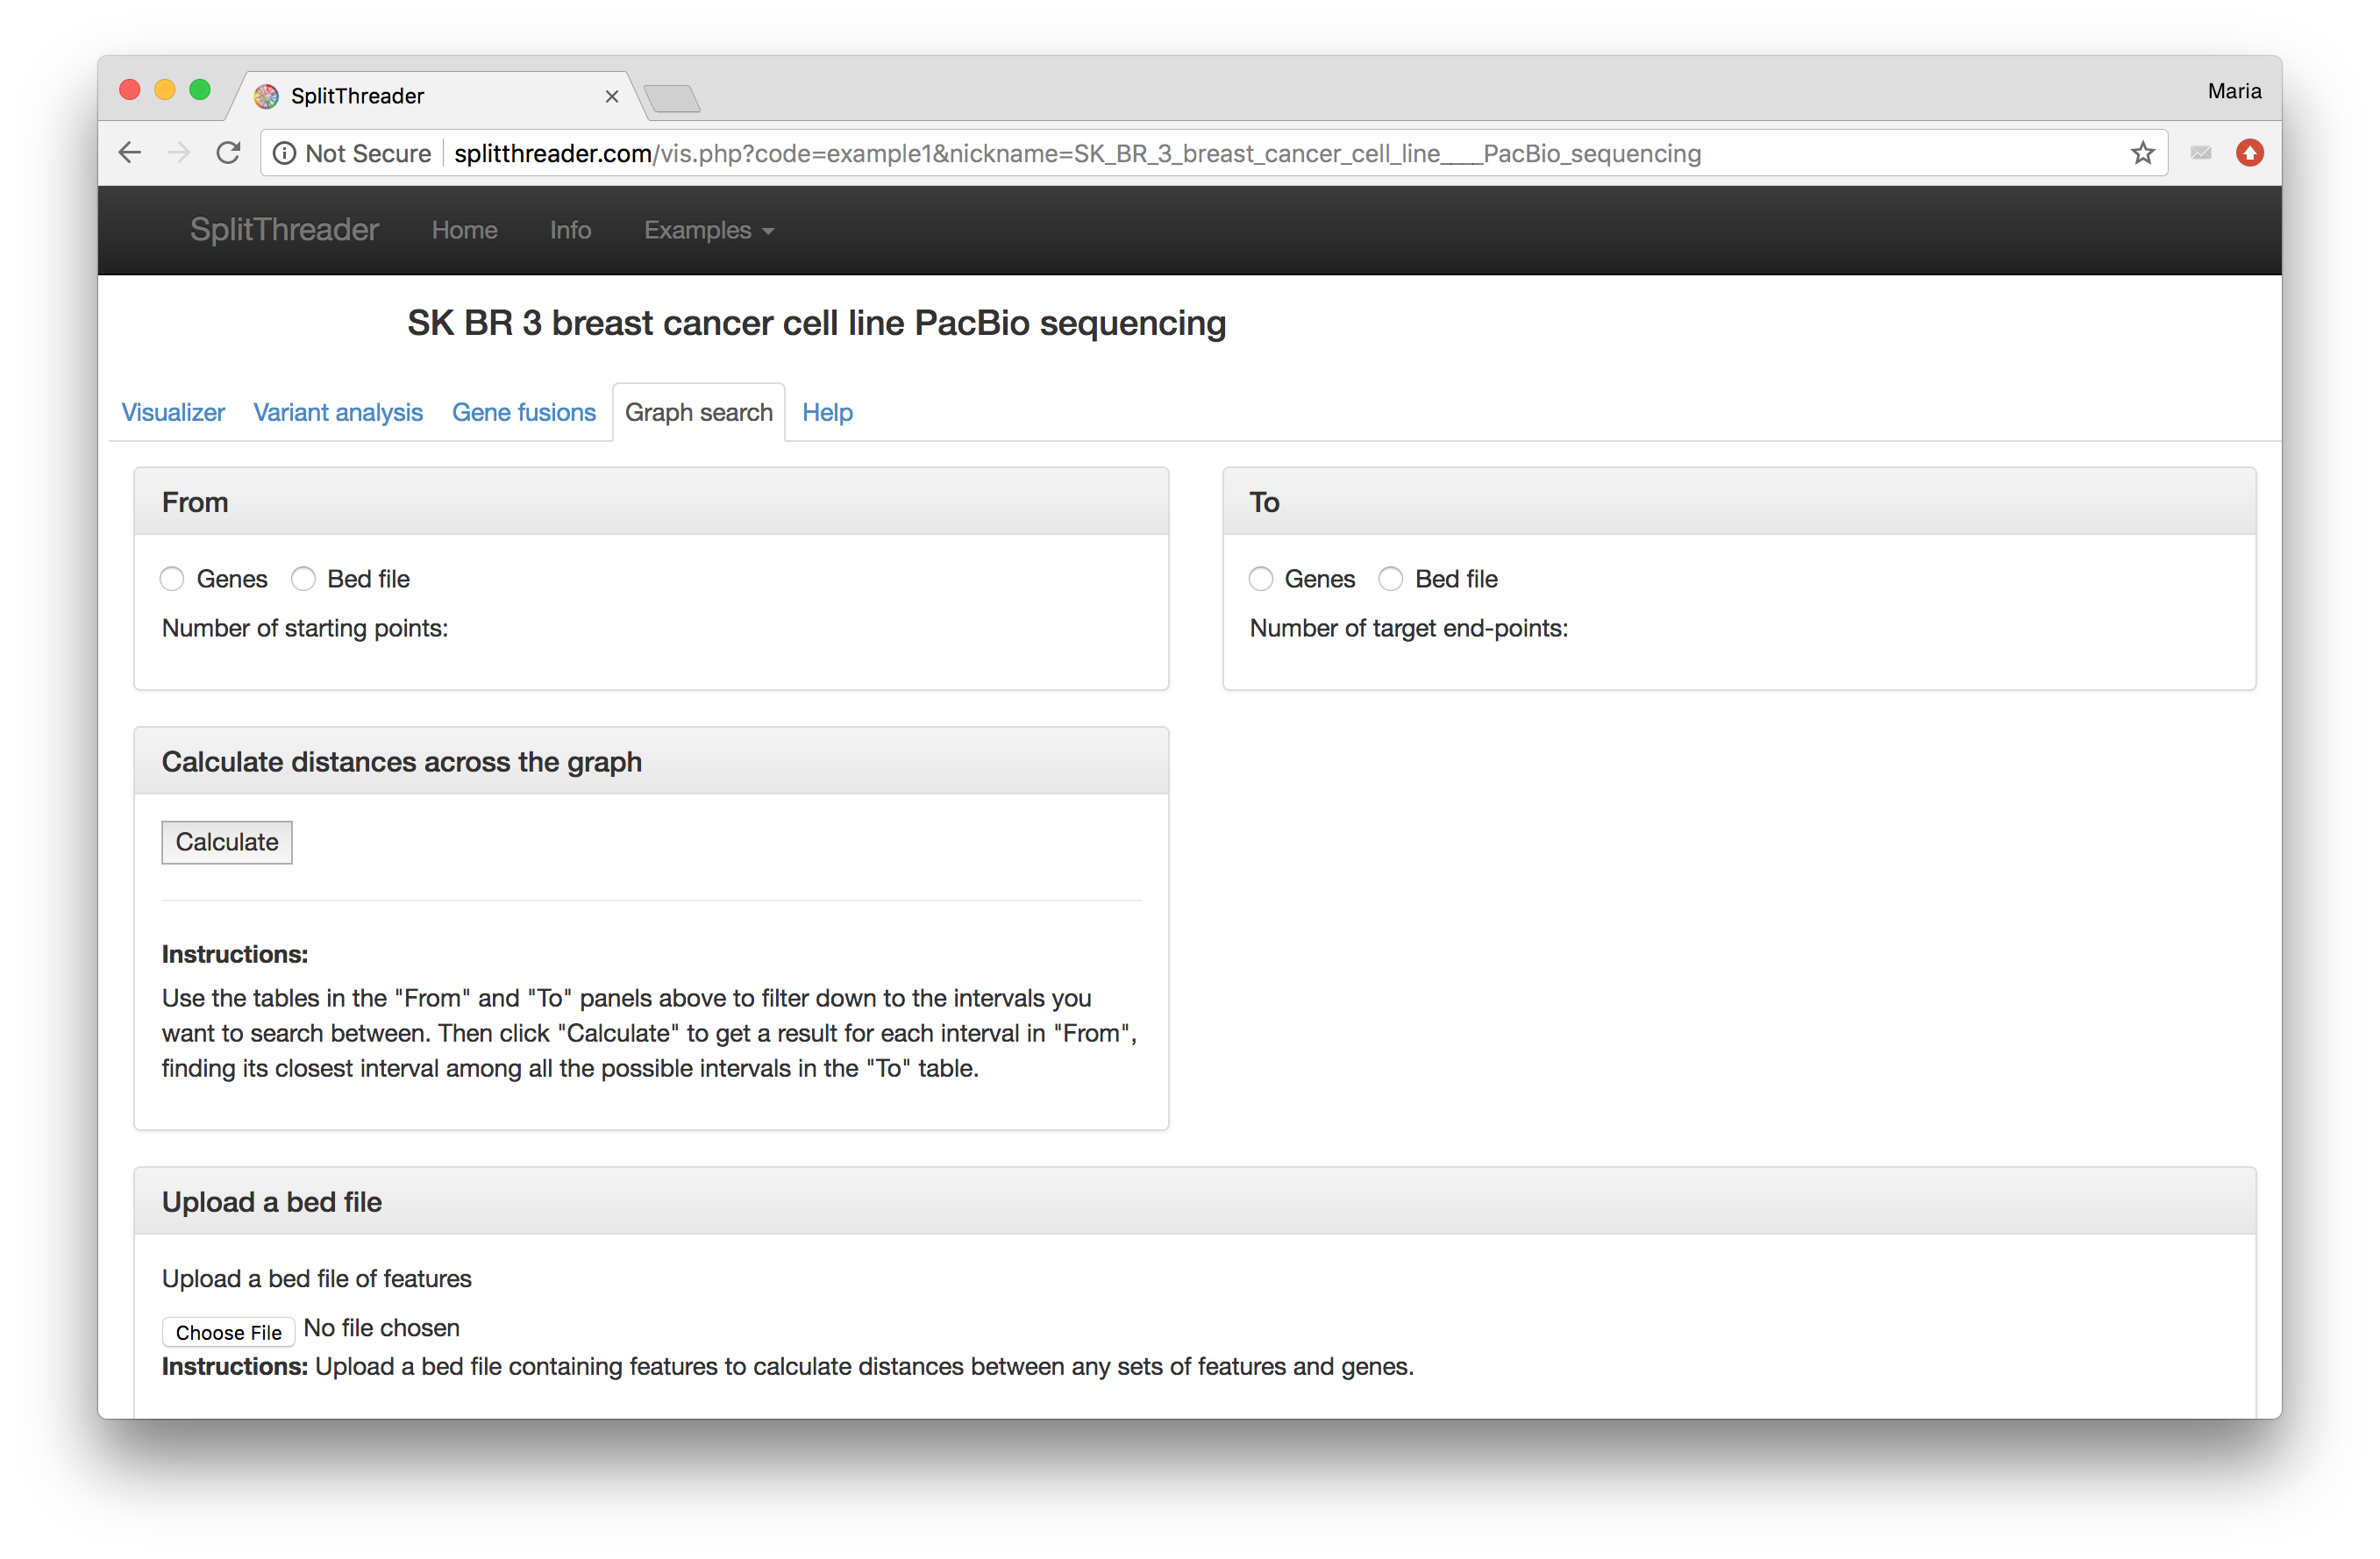 SplitThreader
Maria
Not Secure splitthreader.com/vis.php?code=example1&nickname=SK_BR_3_breast_cancer_cell_line____PacBio_sequencing
SplitThreader Home Info Examples
SK BR 3 breast cancer cell line PacBio sequencing
Visualizer Variant analysis Gene fusions Graph search Help
From
Genes Bed file
Number of starting points:
To
Genes Bed file
Number of target end-points:
Calculate distances across the graph
Calculate
Instructions:
Use the tables in the "From" and "To" panels above to filter down to the intervals you
want to search between. Then click "Calculate" to get a result for each interval in "From",
finding its closest interval among all the possible intervals in the "To" table.
Upload a bed file
Upload a bed file of features
Choose File No file chosen
Instructions: Upload a bed file containing features to calculate distances between any sets of features and genes.